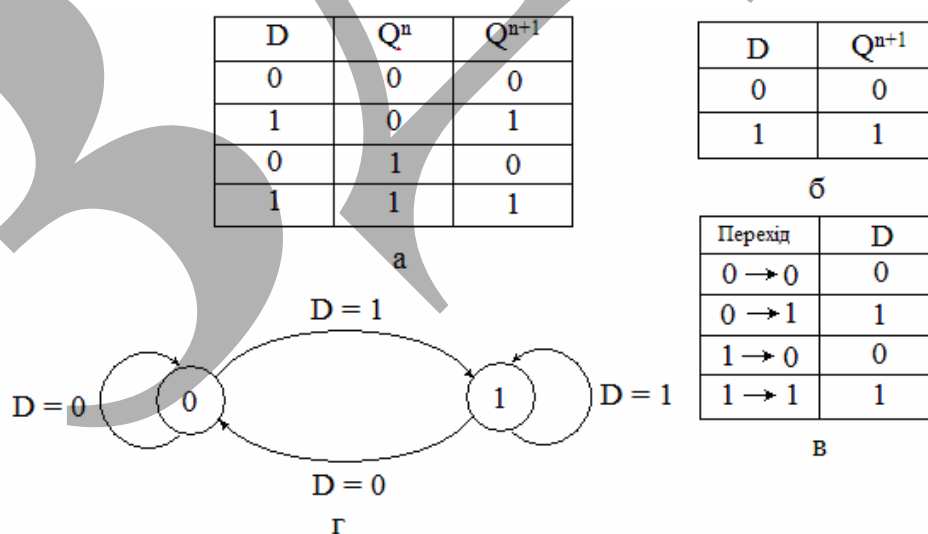 D Qⁿ Qⁿ⁺¹
0 0 0
1 0 1
0 1 0
1 1 1
а
D Qⁿ⁺¹
0 0
1 1
б
Перехід D
0 → 0 0
0 → 1 1
1 → 0 0
1 → 1 1
в
D = 1
D = 0 0 1 D = 1
D = 0
г